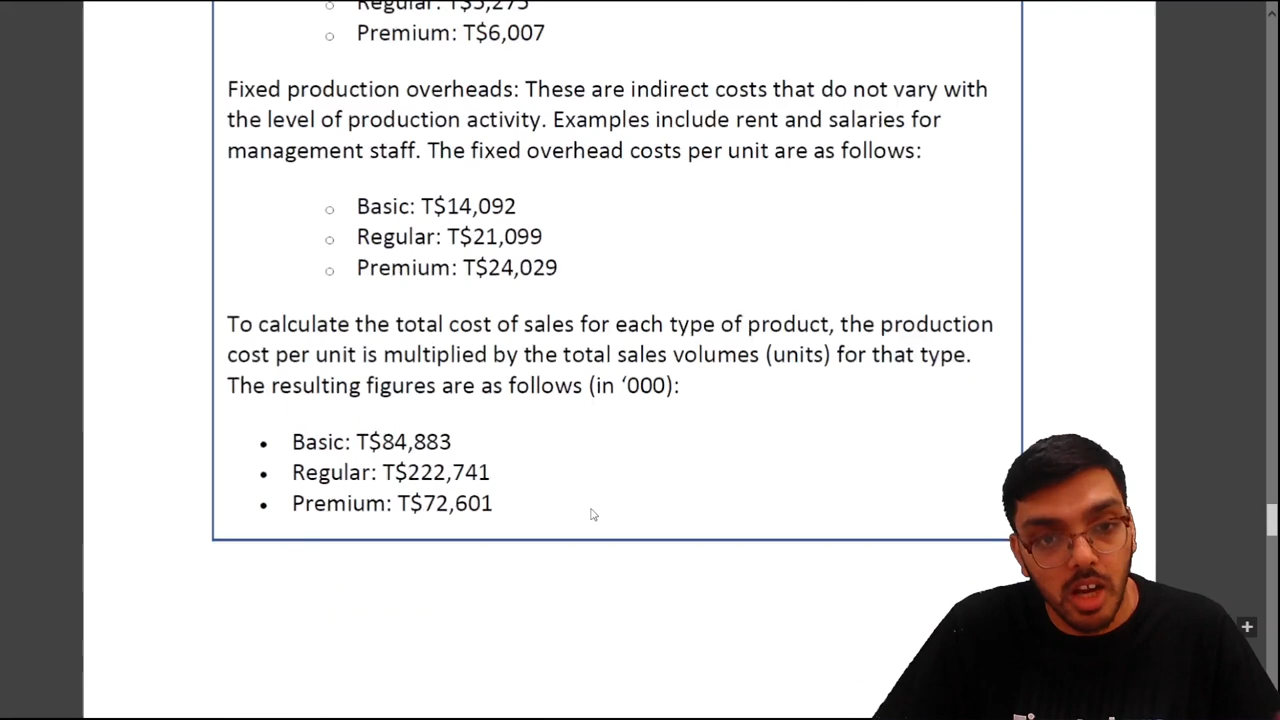 Regular: T$5,275
Premium: T$6,007
Fixed production overheads: These are indirect costs that do not vary with
the level of production activity. Examples include rent and salaries for
management staff. The fixed overhead costs per unit are as follows:
Basic: T$14,092
Regular: T$21,099
Premium: T$24,029
To calculate the total cost of sales for each type of product, the production
cost per unit is multiplied by the total sales volumes (units) for that type.
The resulting figures are as follows (in ‘000):
Basic: T$84,883
Regular: T$222,741
Premium: T$72,601